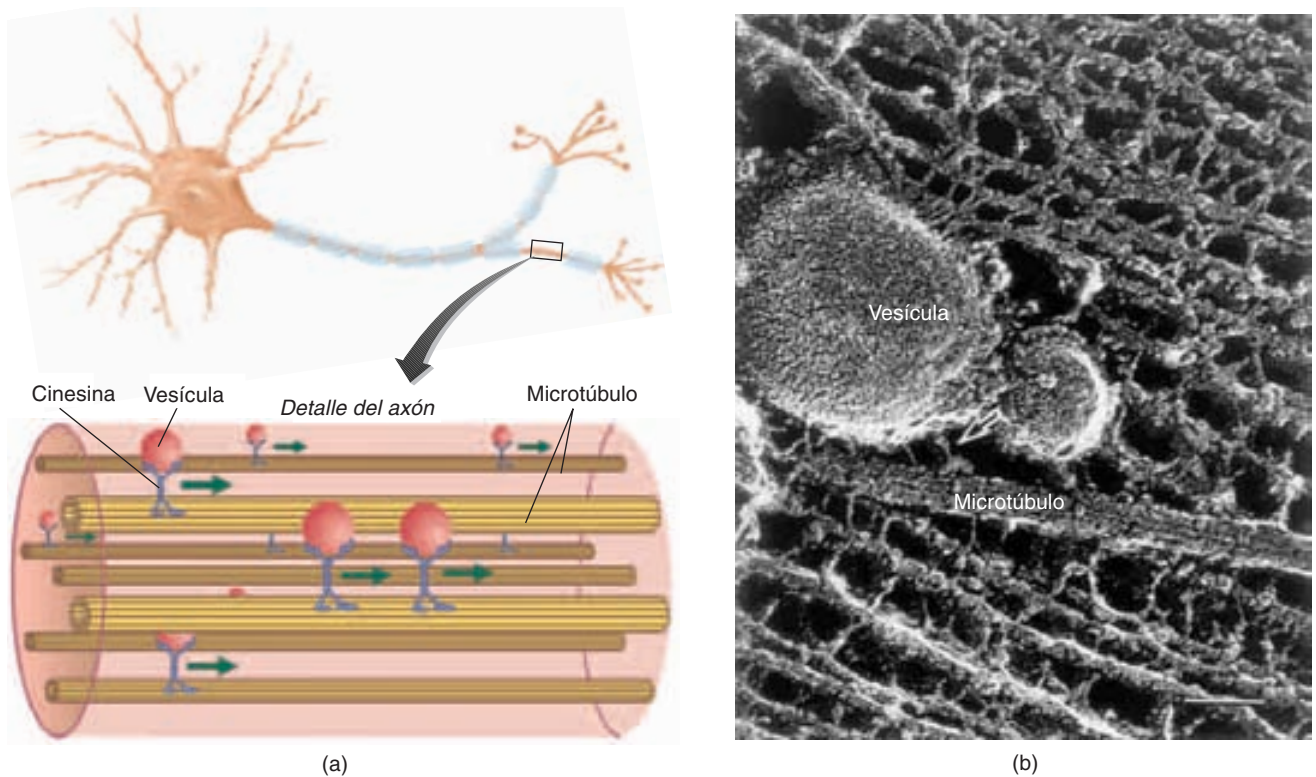 Cinesina
Vesícula
Detalle del axón
Microtúbulo
(a)
Vesícula
Microtúbulo
(b)